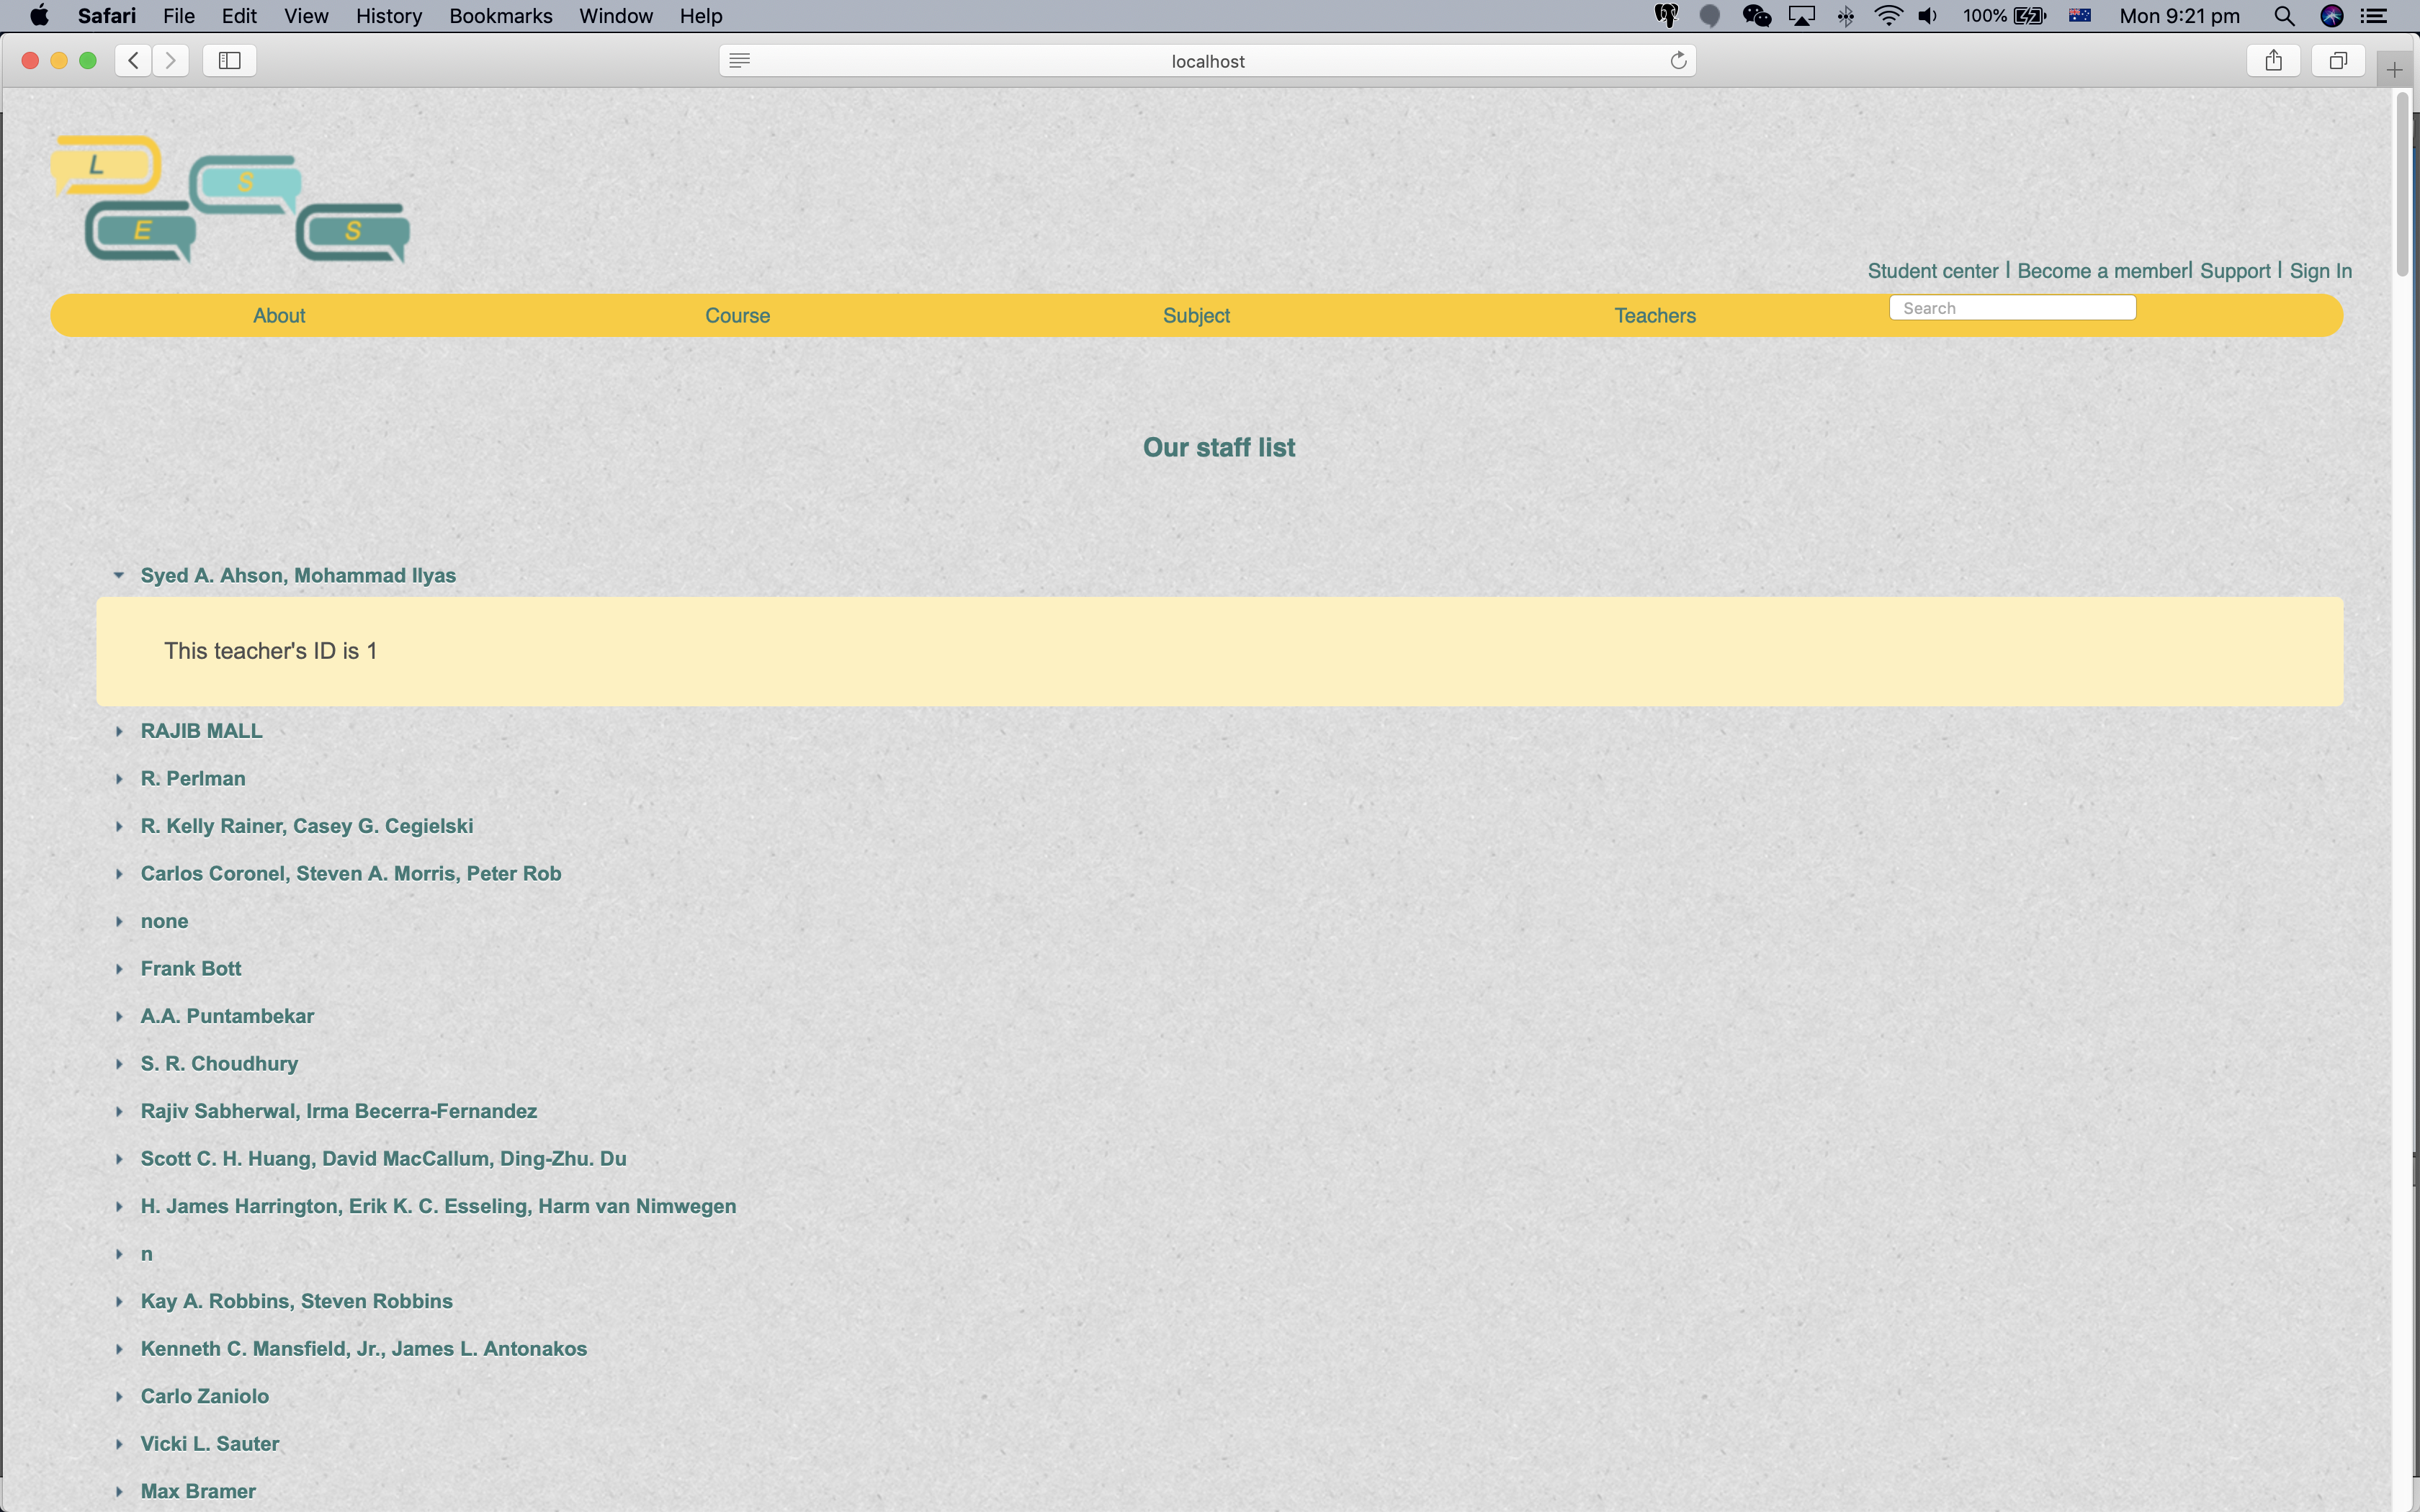 Safari File Edit View History Bookmarks Window Help 100% Mon 9:21 pm
localhost
L
S
E
S
Student center | Become a member| Support | Sign In
About Course Subject Teachers Search
Our staff list
Syed A. Ahson, Mohammad Ilyas
This teacher's ID is 1
RAJIB MALL
R. Perlman
R. Kelly Rainer, Casey G. Cegielski
Carlos Coronel, Steven A. Morris, Peter Rob
none
Frank Bott
A.A. Puntambekar
S. R. Choudhury
Rajiv Sabherwal, Irma Becerra-Fernandez
Scott C. H. Huang, David MacCallum, Ding-Zhu. Du
H. James Harrington, Erik K. C. Esseling, Harm van Nimwegen
n
Kay A. Robbins, Steven Robbins
Kenneth C. Mansfield, Jr., James L. Antonakos
Carlo Zaniolo
Vicki L. Sauter
Max Bramer